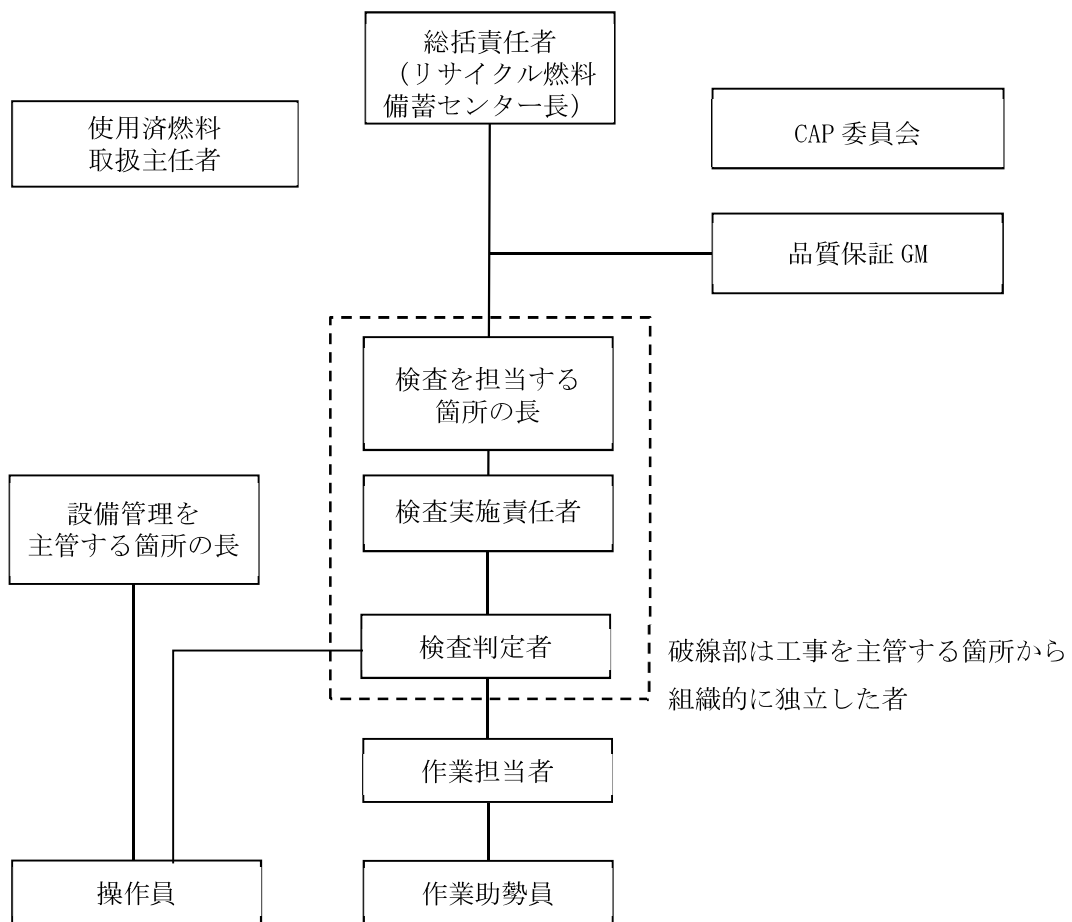 総括責任者
（リサイクル燃料
備蓄センター長）
使用済燃料
取扱主任者
CAP 委員会
品質保証 GM
検査を担当する
箇所の長
検査実施責任者
設備管理を
主管する箇所の長
検査判定者
破線部は工事を主管する箇所から
組織的に独立した者
作業担当者
操作員
作業助勢員